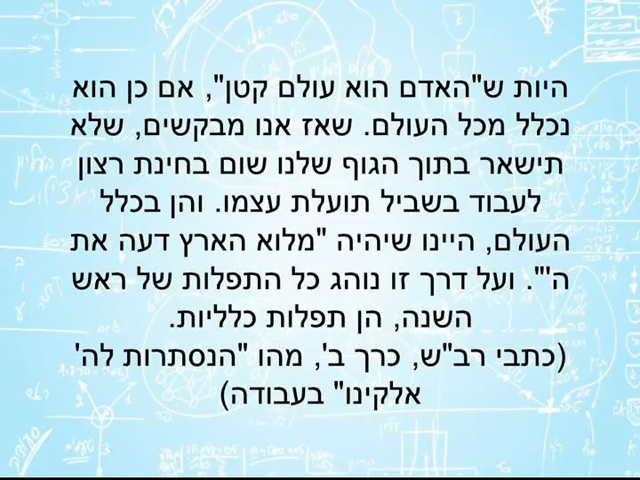 היות ש"האדם הוא עולם קטן", אם כן הוא
נכלל מכל העולם. שאז אנו מבקשים, שלא
תישאר בתוך הגוף שלנו שום בחינת רצון
לעבוד בשביל תועלת עצמו. והן בכלל
העולם, היינו שיהיה "מלוא הארץ דעה את
ה'". ועל דרך זו נוהג כל התפלות של ראש
השנה, הן תפלות כלליות.
(כתבי רב"ש, כרך ב', מהו "הנסתרות לה'
אלקינו" בעבודה)